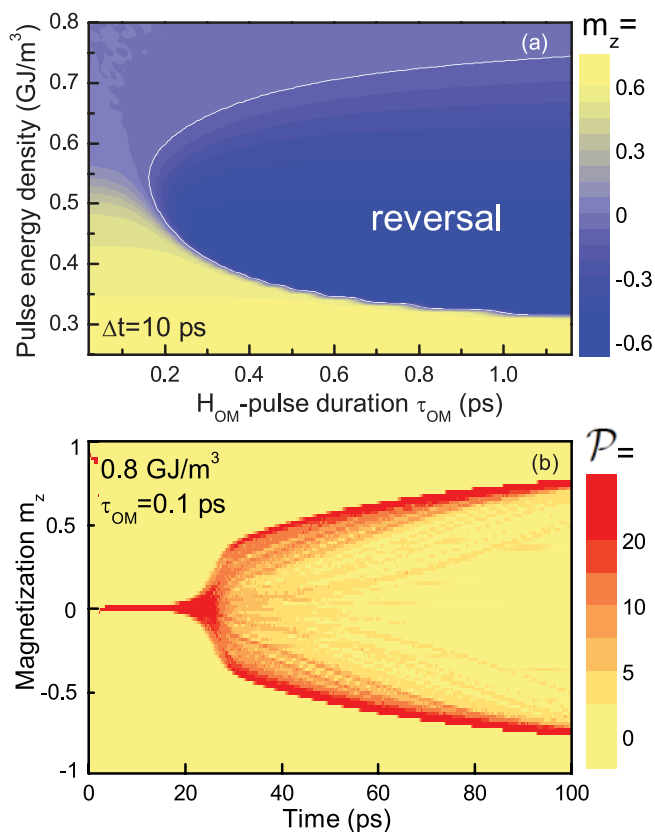 (a)
m_z=
Pulse energy density (GJ/m³)
0.8
0.7
0.6
0.5
0.4
0.3
reversal
Δt=10 ps
0.6
0.3
0
-0.3
-0.6
0.2 0.4 0.6 0.8 1.0
H_OM-pulse duration τ_OM (ps)
(b)
P=
Magnetization m_z
1
0.5
0
-0.5
-1
0.8 GJ/m³
τ_OM=0.1 ps
20
10
5
0
0 20 40 60 80 100
Time (ps)